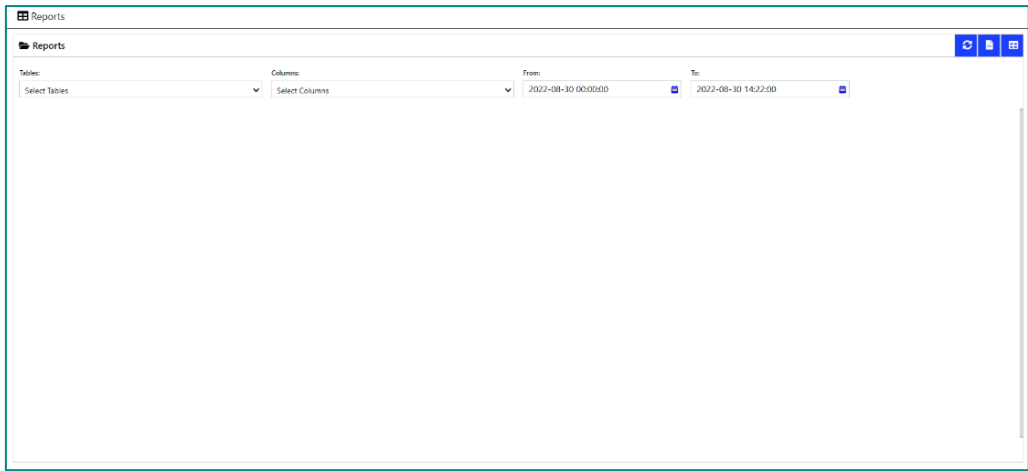 Reports
Reports
Tables: Columns: From: To:
Select Tables Select Columns 2022-08-30 00:00:00 2022-08-30 14:22:00